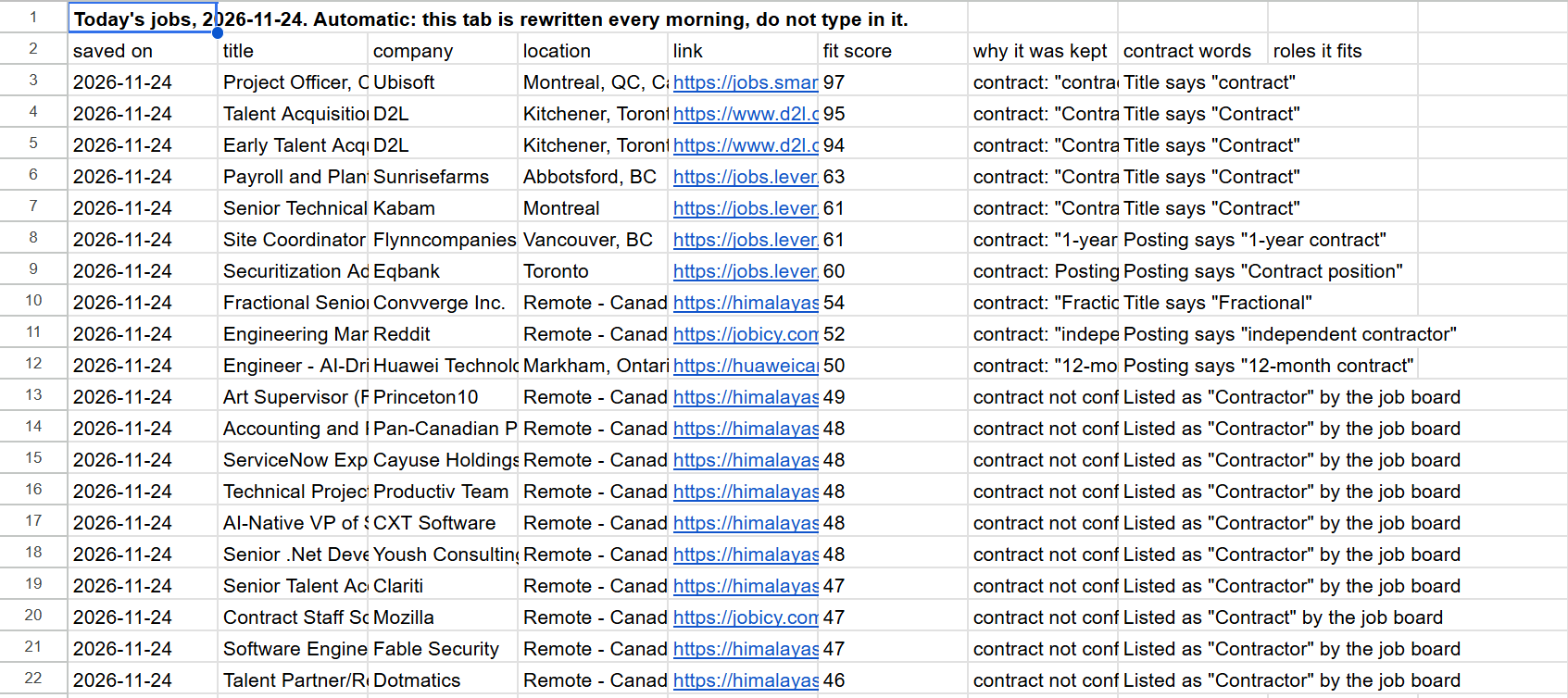 1 Today's jobs, 2026-11-24. Automatic: this tab is rewritten every morning, do not type in it.
2 saved on title company location link fit score why it was kept contract words roles it fits
3 2026-11-24 Project Officer, C Ubisoft Montreal, QC, Ca https://jobs.smar 97 contract: "contra Title says "contract"
4 2026-11-24 Talent Acquisition D2L Kitchener, Toront https://www.d2l.c 95 contract: "Contra Title says "Contract"
5 2026-11-24 Early Talent Acqu D2L Kitchener, Toront https://www.d2l.c 94 contract: "Contra Title says "Contract"
6 2026-11-24 Payroll and Plant Sunrisefarms Abbotsford, BC https://jobs.lever. 63 contract: "Contra Title says "Contract"
7 2026-11-24 Senior Technical Kabam Montreal https://jobs.lever. 61 contract: "Contra Title says "Contract"
8 2026-11-24 Site Coordinator Flynncompanies Vancouver, BC https://jobs.lever. 61 contract: "1-year Posting says "1-year contract"
9 2026-11-24 Securitization Ad Eqbank Toronto https://jobs.lever. 60 contract: Posting Posting says "Contract position"
10 2026-11-24 Fractional Senior Convverge Inc. Remote - Canad https://himalayas 54 contract: "Fractio Title says "Fractional"
11 2026-11-24 Engineering Man Reddit Remote - Canad https://jobicy.com 52 contract: "indepe Posting says "independent contractor"
12 2026-11-24 Engineer - AI-Dri Huawei Technolo Markham, Ontari https://huaweica 50 contract: "12-mo Posting says "12-month contract"
13 2026-11-24 Art Supervisor (F Princeton10 Remote - Canad https://himalayas 49 contract not conf Listed as "Contractor" by the job board
14 2026-11-24 Accounting and Pan-Canadian P Remote - Canad https://himalayas 48 contract not conf Listed as "Contractor" by the job board
15 2026-11-24 ServiceNow Exp Cayuse Holdings Remote - Canad https://himalayas 48 contract not conf Listed as "Contractor" by the job board
16 2026-11-24 Technical Projec Productiv Team Remote - Canad https://himalayas 48 contract not conf Listed as "Contractor" by the job board
17 2026-11-24 AI-Native VP of S CXT Software Remote - Canad https://himalayas 48 contract not conf Listed as "Contractor" by the job board
18 2026-11-24 Senior .Net Deve Yoush Consulting Remote - Canad https://himalayas 48 contract not conf Listed as "Contractor" by the job board
19 2026-11-24 Senior Talent Ac Clariti Remote - Canad https://himalayas 47 contract not conf Listed as "Contractor" by the job board
20 2026-11-24 Contract Staff So Mozilla Remote - Canad https://jobicy.com 47 contract not conf Listed as "Contract" by the job board
21 2026-11-24 Software Enginee Fable Security Remote - Canad https://himalayas 47 contract not conf Listed as "Contractor" by the job board
22 2026-11-24 Talent Partner/Re Dotmatics Remote - Canad https://himalayas 46 contract not conf Listed as "Contractor" by the job board